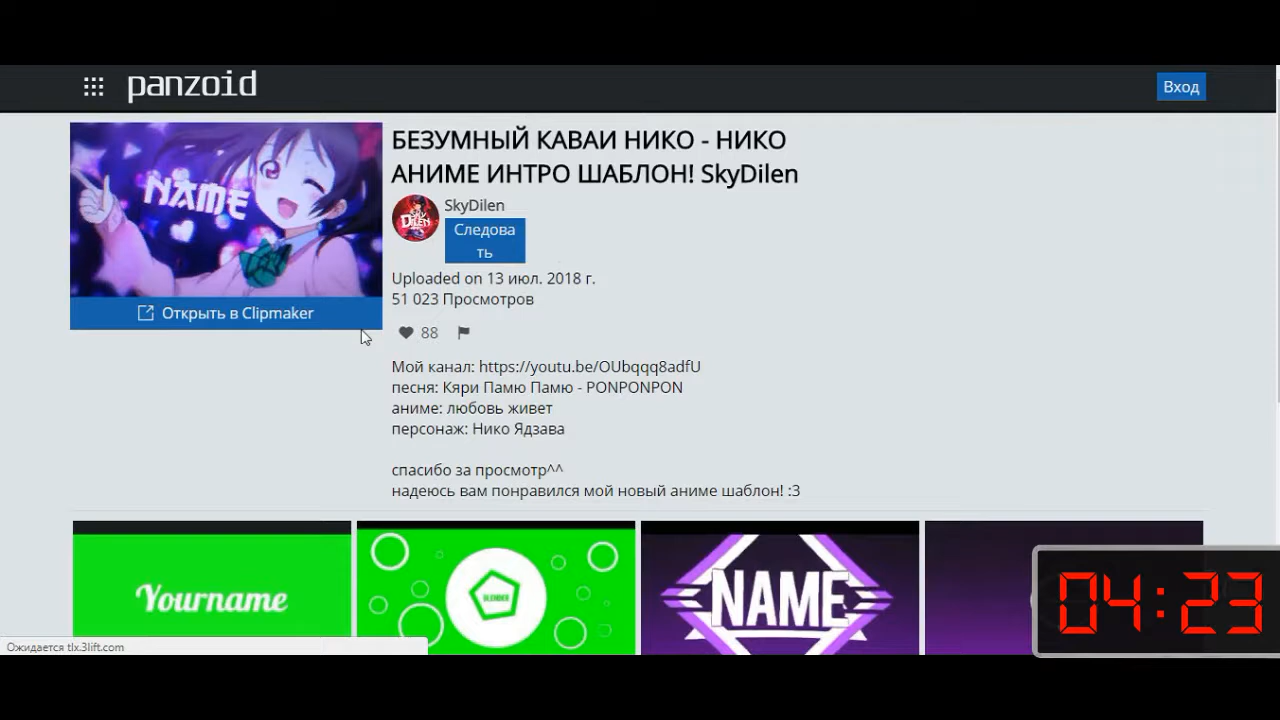 panzoid
Вход
NAME
Открыть в Clipmaker
БЕЗУМНЫЙ КАВАИ НИКО - НИКО
АНИМЕ ИНТРО ШАБЛОН! SkyDilen
SKY
DILEN
SkyDilen
Следова
ть
Uploaded on 13 июл. 2018 г.
51 023 Просмотров
88
Мой канал: https://youtu.be/OUbqqq8adfU
песня: Кяри Памю Памю - PONPONPON
аниме: любовь живет
персонаж: Нико Ядзава
спасибо за просмотр^^
надеюсь вам понравился мой новый аниме шаблон! :3
Yourname
BLENDER
NAME
04:23
Ожидается tlx.3lift.com